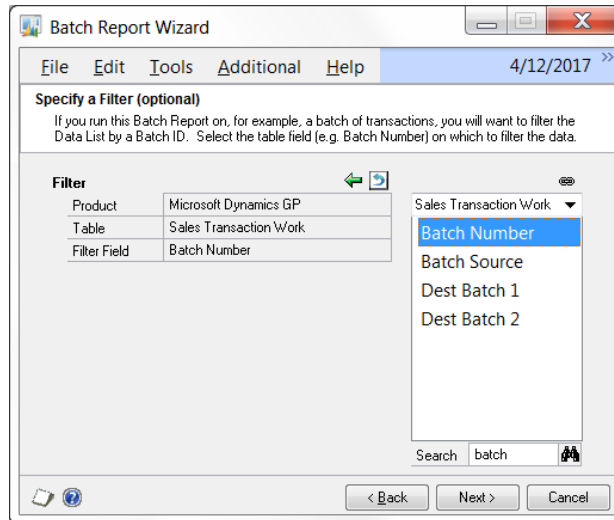 Batch Report Wizard
File Edit Tools Additional Help 4/12/2017 »
Specify a Filter (optional)
If you run this Batch Report on, for example, a batch of transactions, you will want to filter the
Data List by a Batch ID. Select the table field (e.g. Batch Number) on which to filter the data.
Filter
Product Microsoft Dynamics GP
Table Sales Transaction Work
Filter Field Batch Number
Sales Transaction Work
Batch Number
Batch Source
Dest Batch 1
Dest Batch 2
Search batch
< Back Next > Cancel